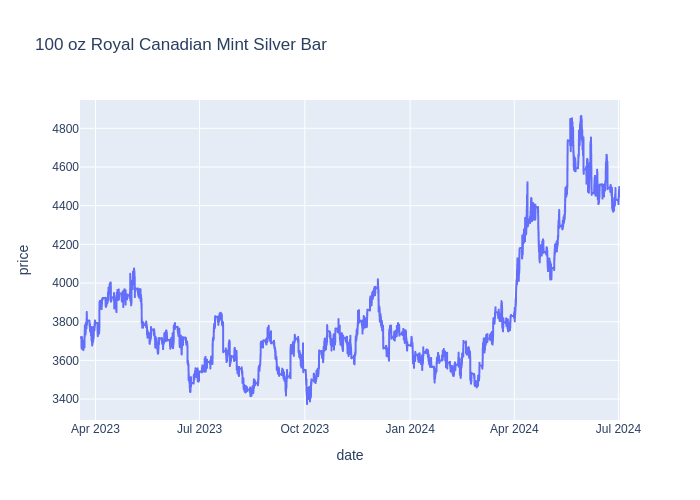 100 oz Royal Canadian Mint Silver Bar
4800
4600
4400
4200
4000
3800
3600
3400
price
Apr 2023
Jul 2023
Oct 2023
Jan 2024
Apr 2024
Jul 2024
date